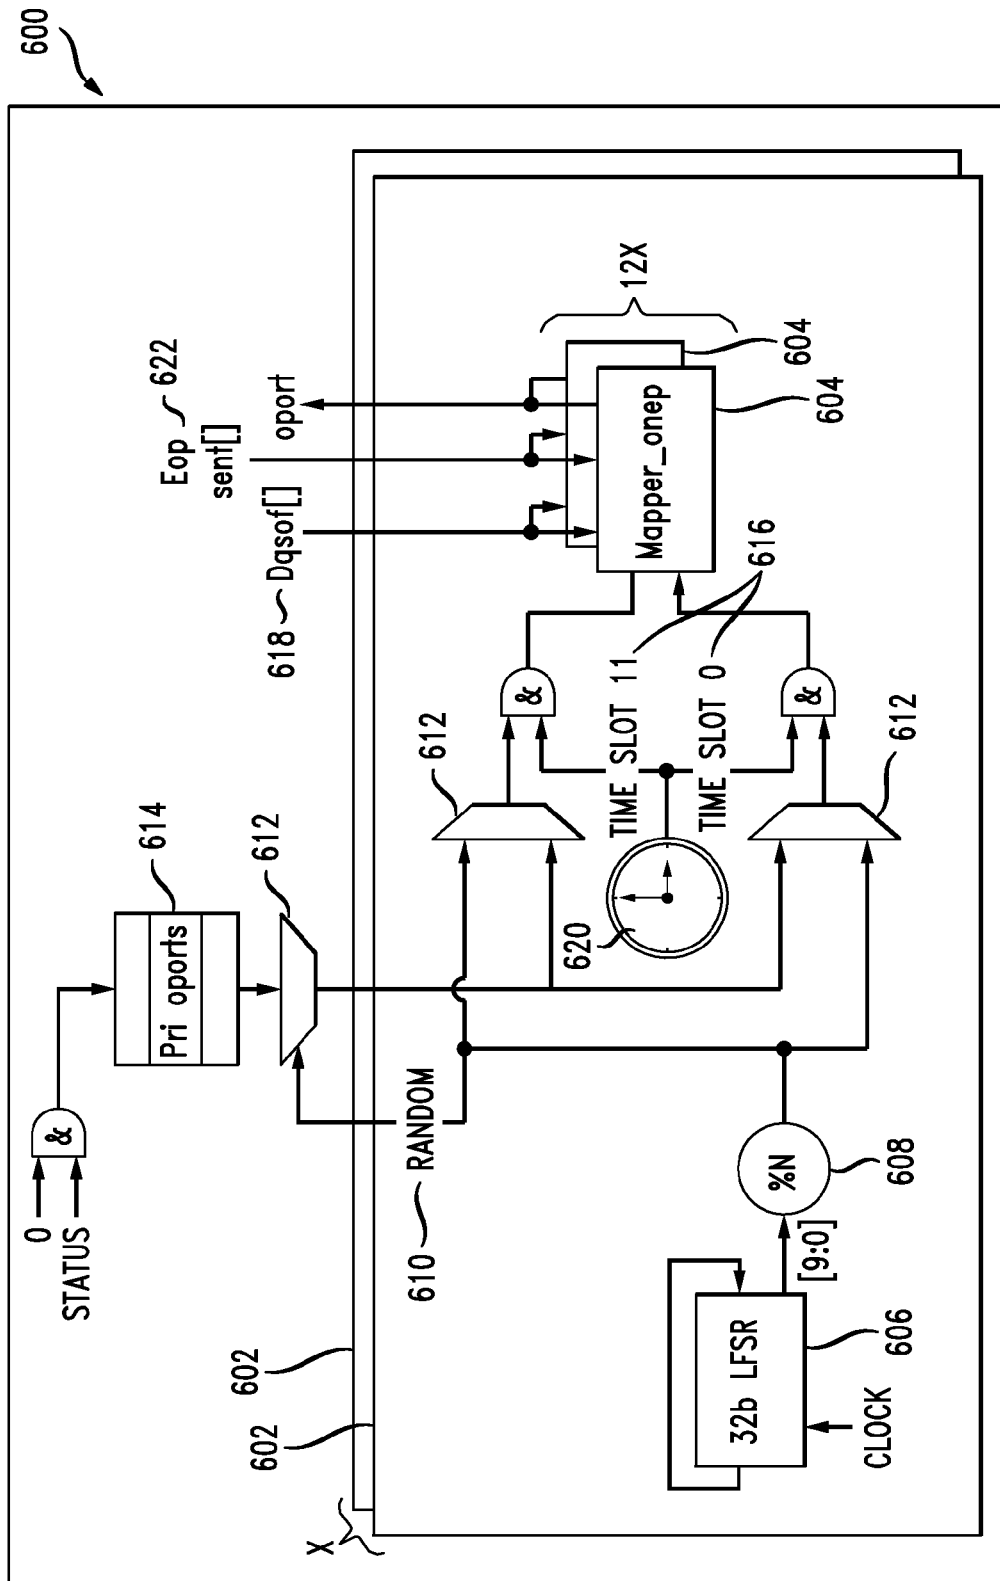 600
0
STATUS
&
Pri oports
614
612
Eop 622
sent[]
oport
618 Dqsof[]
12X
604
604
Mapper_onep
&
TIME SLOT 11
616
TIME SLOT 0
&
612
612
620
610 RANDOM
602
602
X
%N
608
[9:0]
32b LFSR
606
CLOCK